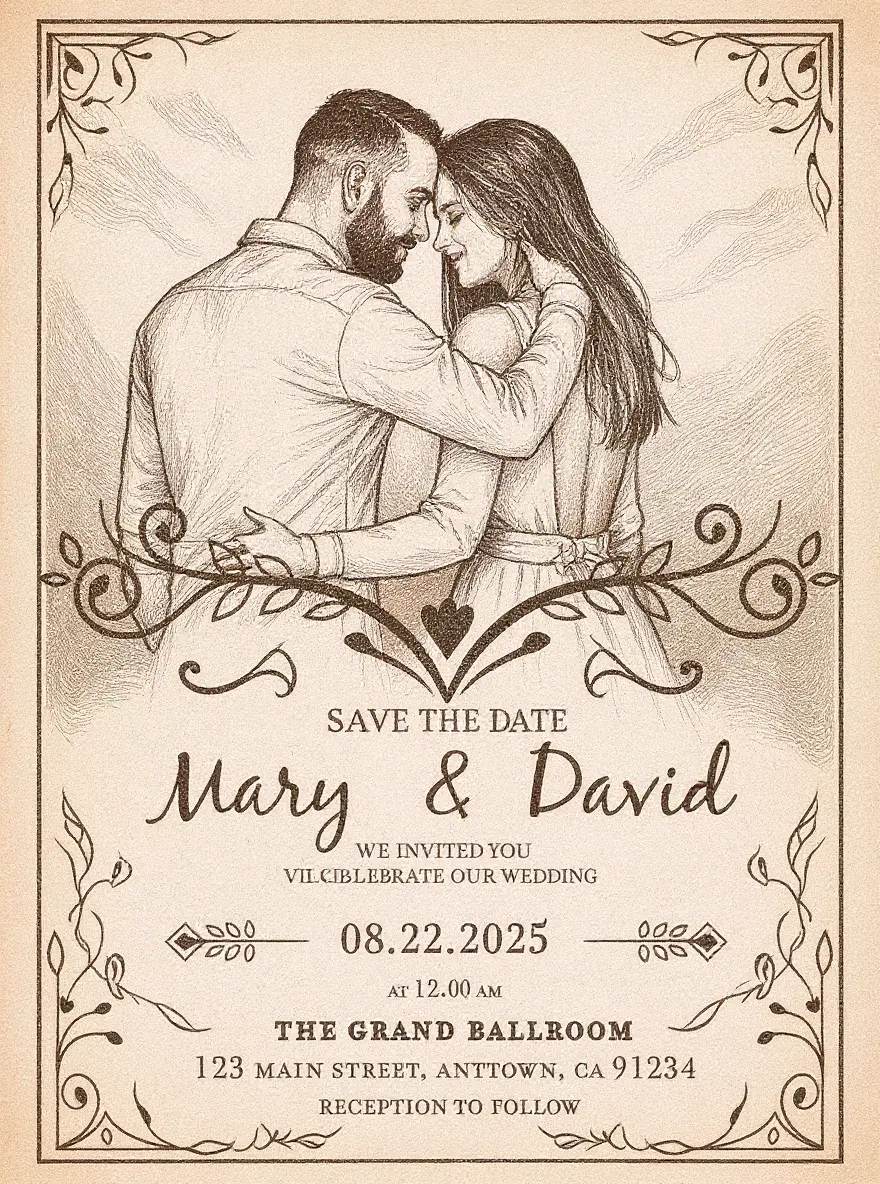 SAVE THE DATE
Mary & David
WE INVITED YOU
VII.CIBLEBRATE OUR WEDDING
08.22.2025
AT 12.00 AM
THE GRAND BALLROOM
123 MAIN STREET, ANTTOWN, CA 91234
RECEPTION TO FOLLOW